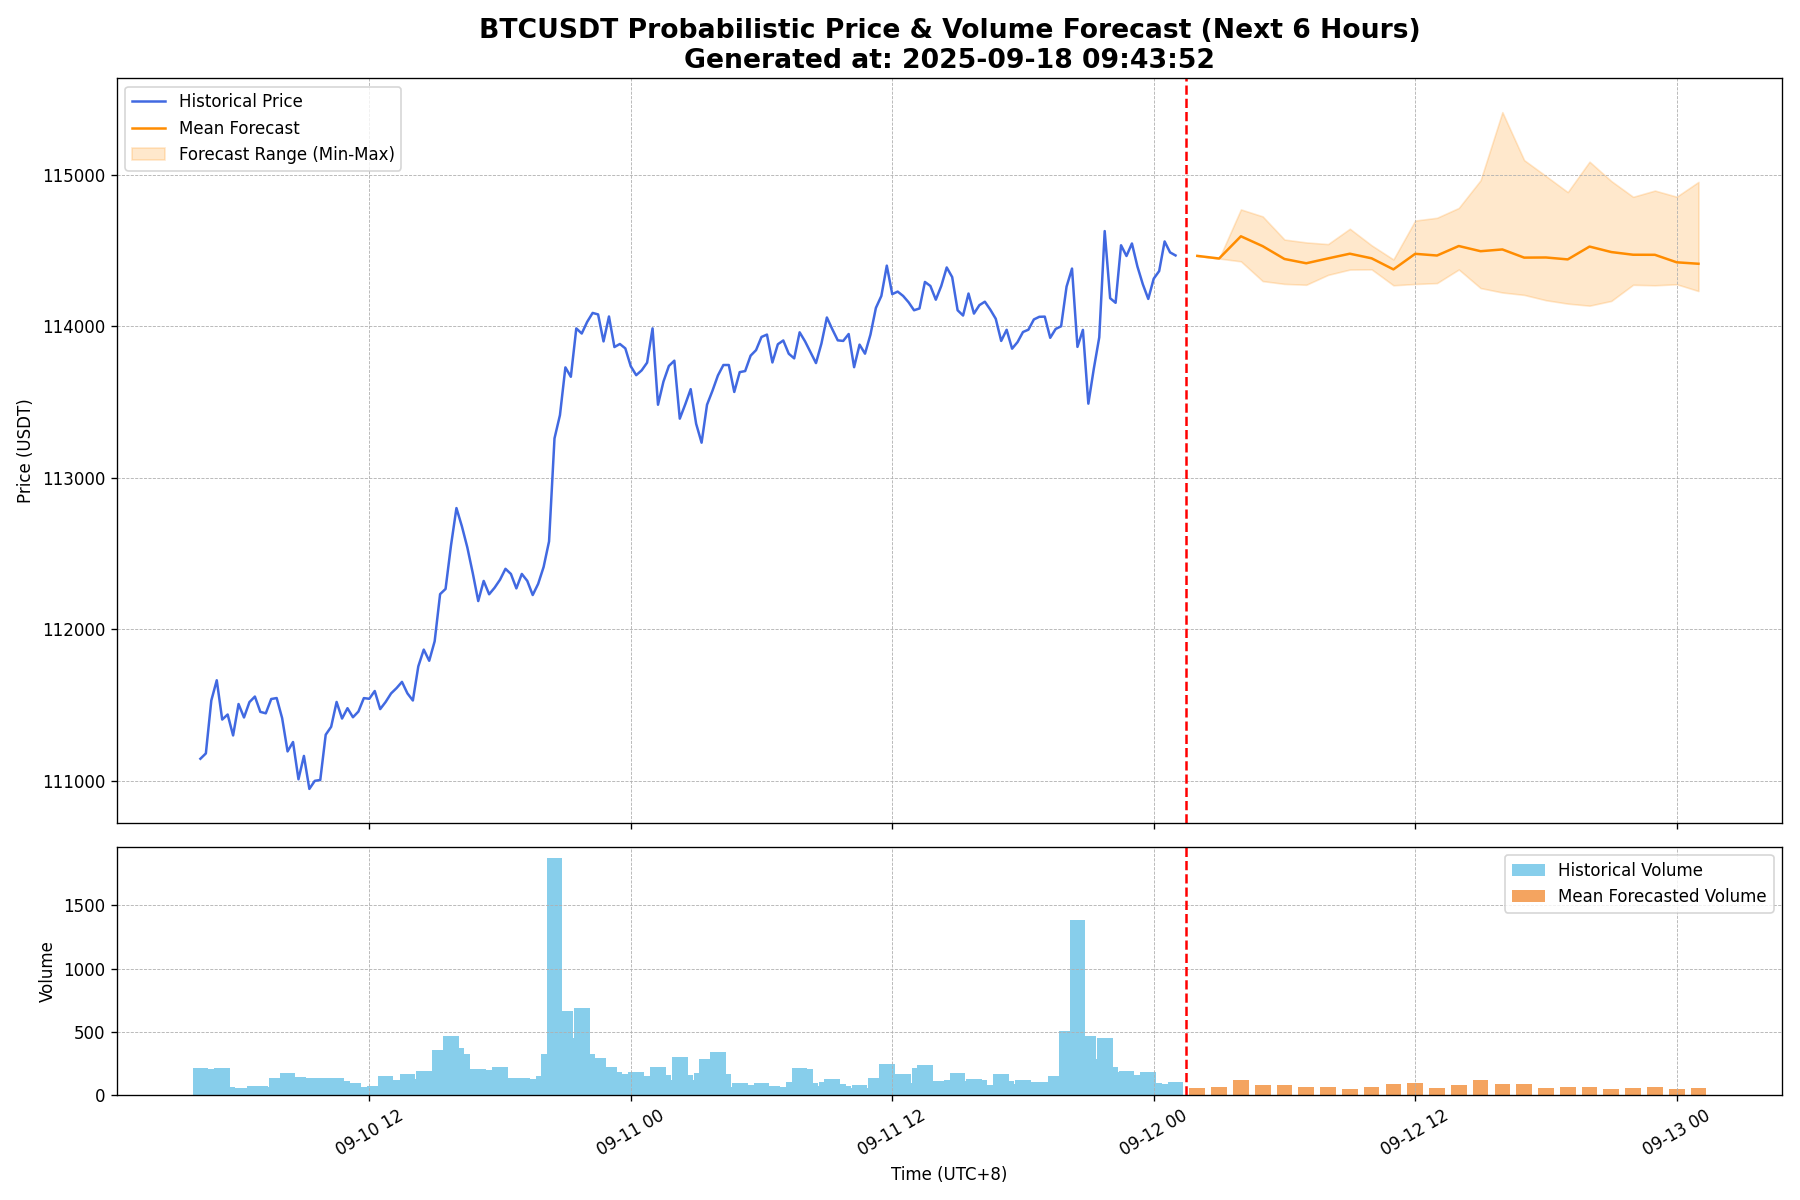 BTCUSDT Probabilistic Price & Volume Forecast (Next 6 Hours)
Generated at: 2025-09-18 09:43:52
Historical Price
Mean Forecast
Forecast Range (Min-Max)
115000
114000
113000
112000
111000
Price (USDT)
Historical Volume
Mean Forecasted Volume
1500
1000
500
0
Volume
09-10 12
09-11 00
09-11 12
09-12 00
09-12 12
09-13 00
Time (UTC+8)